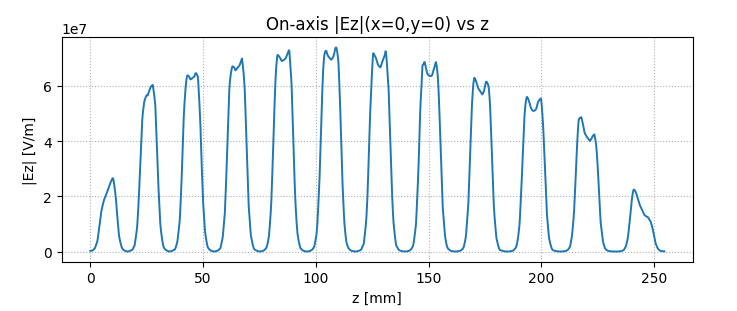 On-axis |Ez|(x=0,y=0) vs z
1e7
|Ez| [V/m]
6
4
2
0
0 50 100 150 200 250
z [mm]